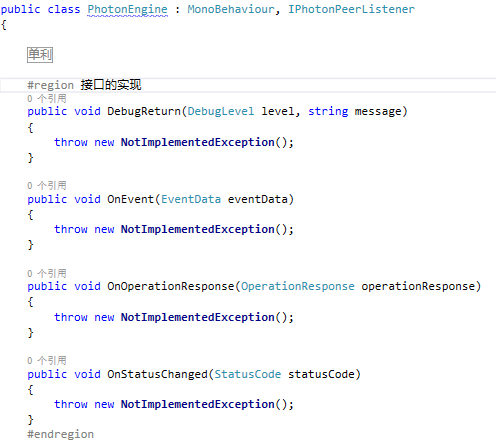 public class PhotonEngine : MonoBehaviour, IPhotonPeerListener
{
单利
#region 接口的实现
0 个引用
public void DebugReturn(DebugLevel level, string message)
{
throw new NotImplementedException();
}
0 个引用
public void OnEvent(EventData eventData)
{
throw new NotImplementedException();
}
0 个引用
public void OnOperationResponse(OperationResponse operationResponse)
{
throw new NotImplementedException();
}
0 个引用
public void OnStatusChanged(StatusCode statusCode)
{
throw new NotImplementedException();
}
#endregion